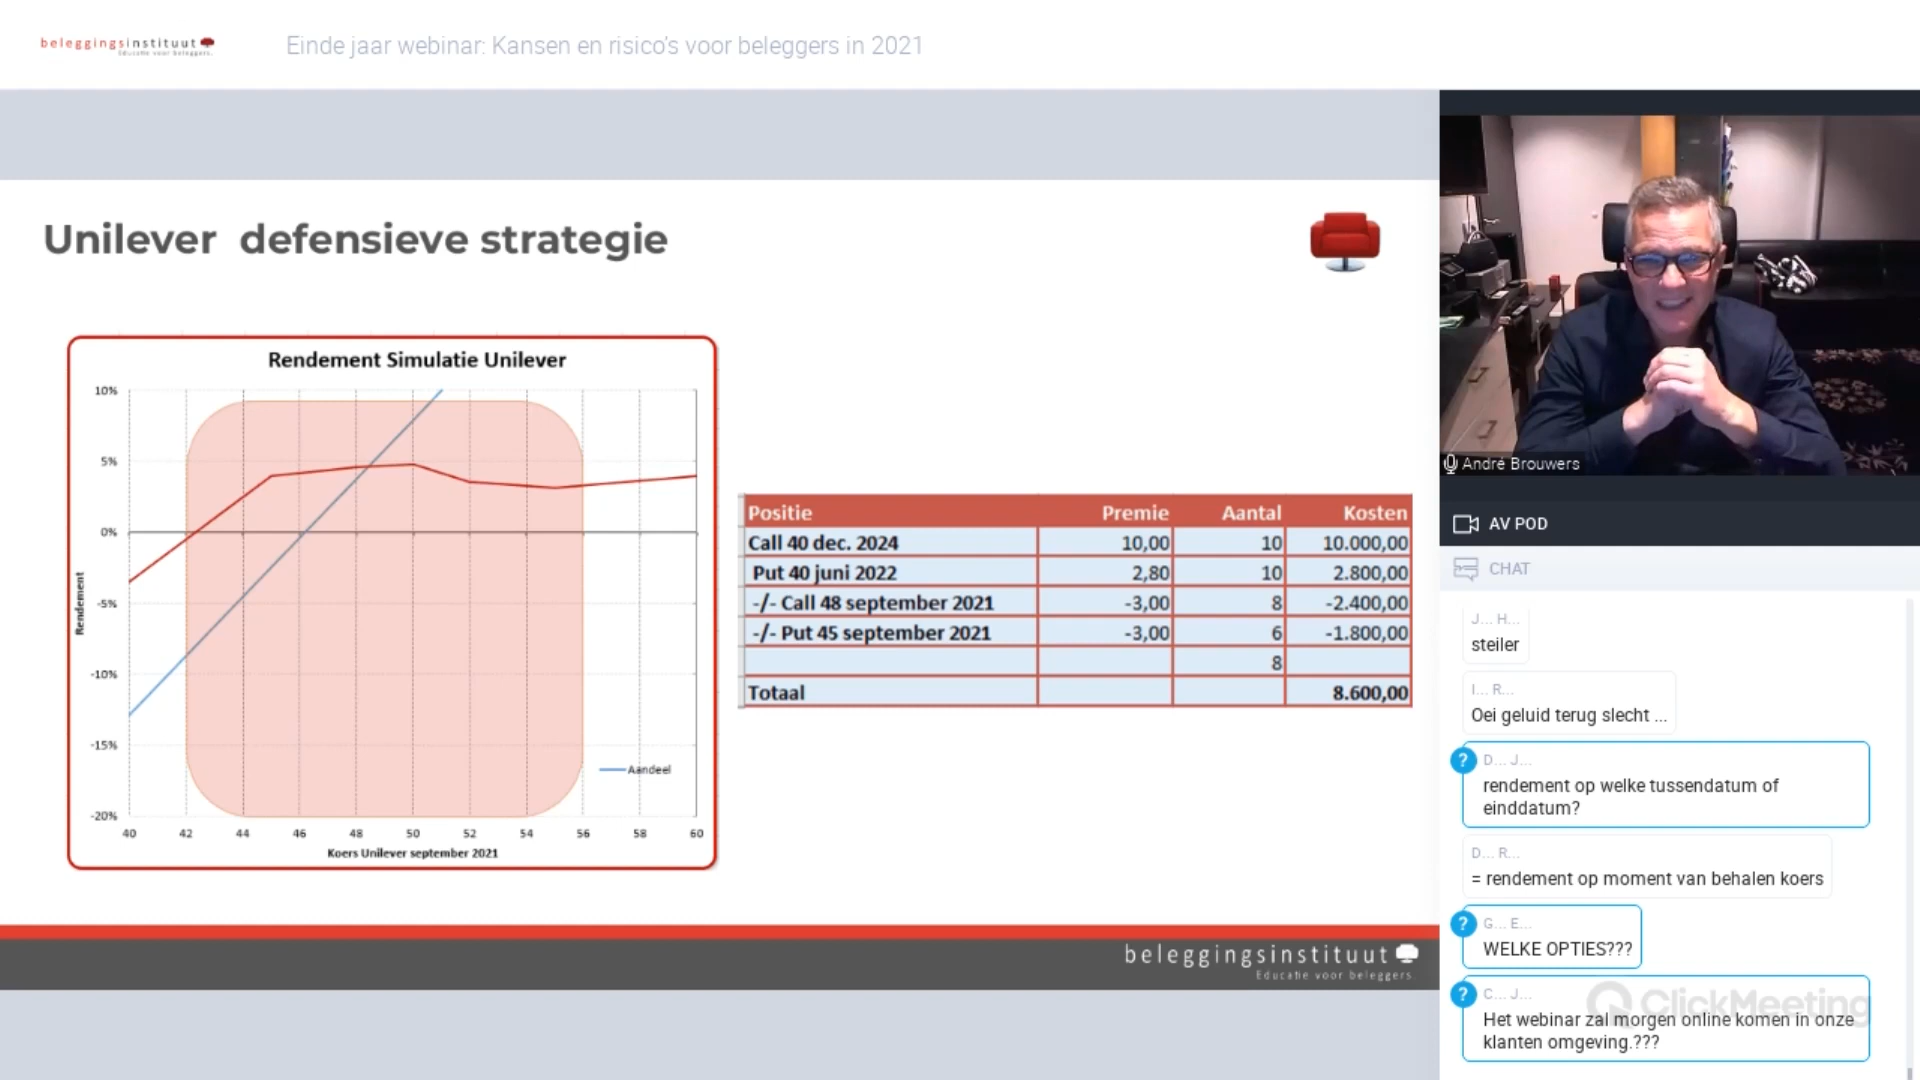 beleggingsinstituut
Educatie voor beleggers.
Einde jaar webinar: Kansen en risico's voor beleggers in 2021
Unilever defensieve strategie
Rendement Simulatie Unilever
10%
5%
0%
-5%
-10%
-15%
-20%
Rendement
Aandeel
40 42 44 46 48 50 52 54 56 58 60
Koers Unilever september 2021
Positie Premie Aantal Kosten
Call 40 dec. 2024 10,00 10 10.000,00
Put 40 juni 2022 2,80 10 2.800,00
-/- Call 48 september 2021 -3,00 8 -2.400,00
-/- Put 45 september 2021 -3,00 6 -1.800,00
8
Totaal 8.600,00
beleggingsinstituut
Educatie voor beleggers
André Brouwers
AV POD
CHAT
J... H...
steiler
I... R...
Oei geluid terug slecht ...
?
D... J...
rendement op welke tussendatum of
einddatum?
D... R...
= rendement op moment van behalen koers
?
G... E...
WELKE OPTIES???
?
C... J...
Het webinar zal morgen online komen in onze
klanten omgeving.???
ClickMeeting